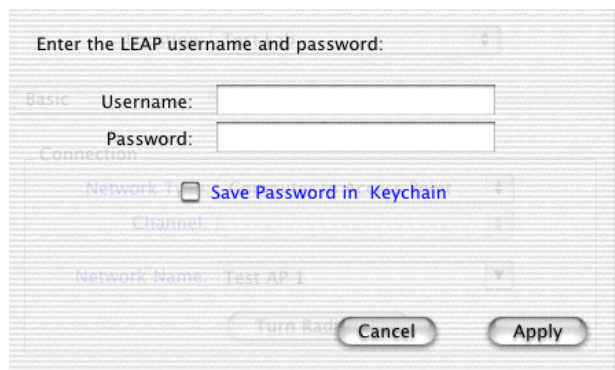 Enter the LEAP username and password:
Basic
Username:
Password:
Connection
Save Password in Keychain
Channel:
Network Name: Test AP 1
Turn
Cancel
Apply